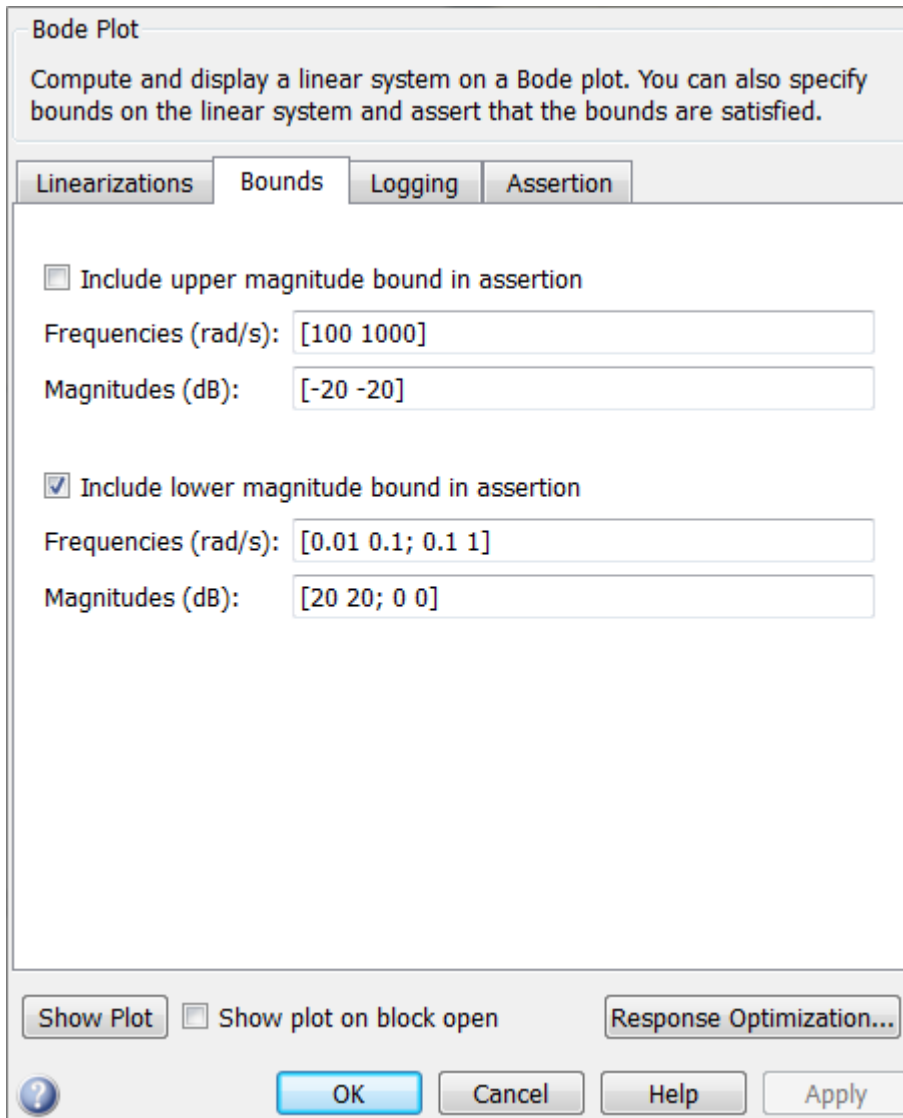 Bode Plot
Compute and display a linear system on a Bode plot. You can also specify
bounds on the linear system and assert that the bounds are satisfied.
Linearizations Bounds Logging Assertion
Include upper magnitude bound in assertion
Frequencies (rad/s): [100 1000]
Magnitudes (dB): [-20 -20]
Include lower magnitude bound in assertion
Frequencies (rad/s): [0.01 0.1; 0.1 1]
Magnitudes (dB): [20 20; 0 0]
Show Plot Show plot on block open Response Optimization...
? OK Cancel Help Apply